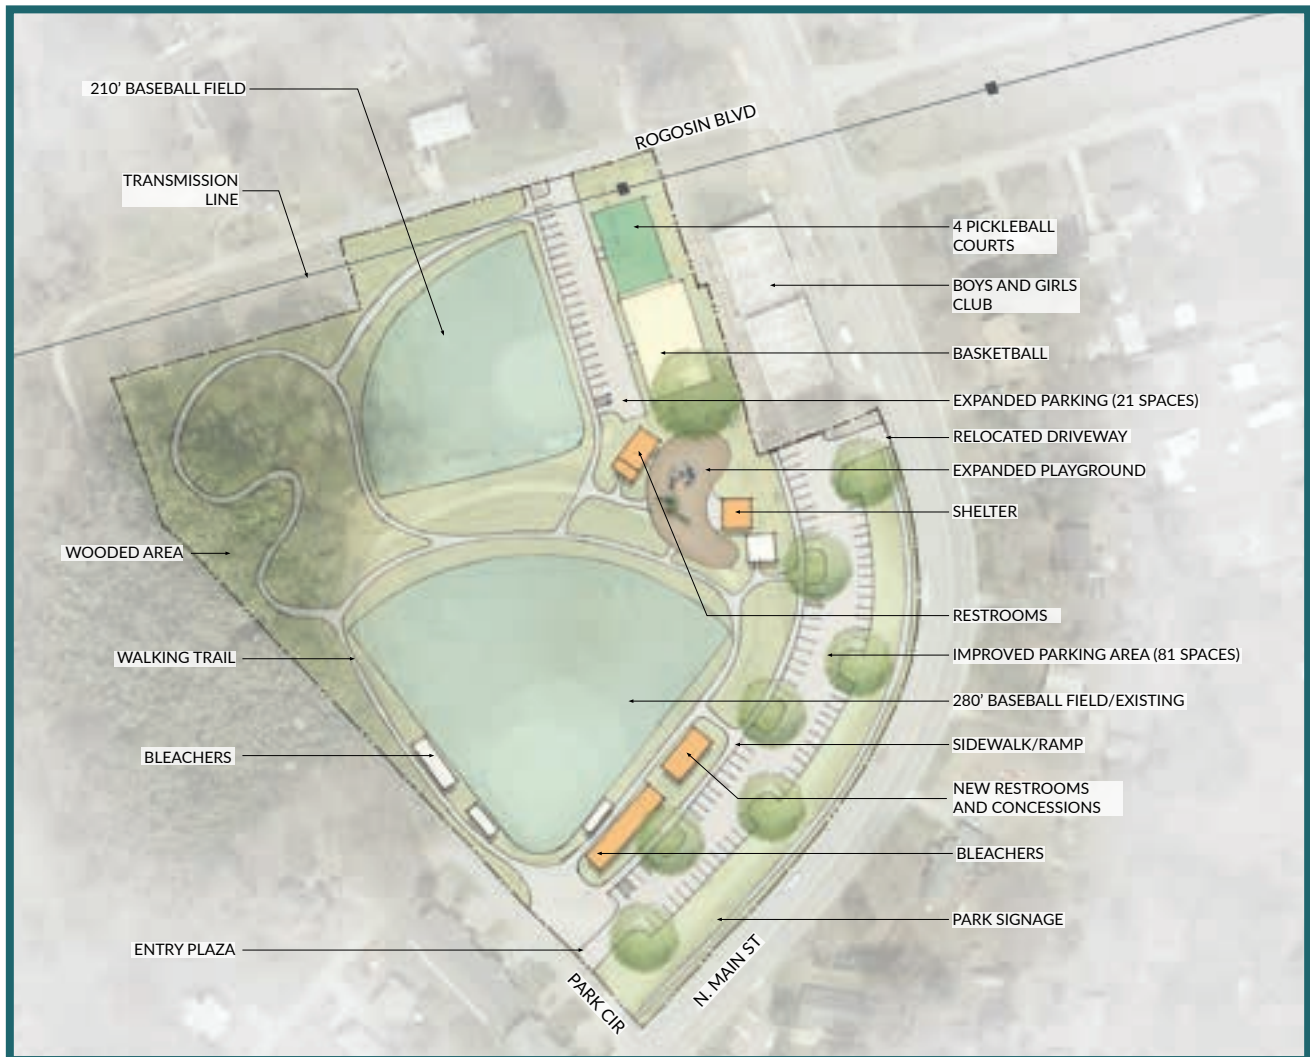 210' BASEBALL FIELD
TRANSMISSION
LINE
WOODED AREA
WALKING TRAIL
BLEACHERS
ENTRY PLAZA
ROGOSIN BLVD
4 PICKLEBALL
COURTS
BOYS AND GIRLS
CLUB
BASKETBALL
EXPANDED PARKING (21 SPACES)
RELOCATED DRIVEWAY
EXPANDED PLAYGROUND
SHELTER
RESTROOMS
IMPROVED PARKING AREA (81 SPACES)
280' BASEBALL FIELD/EXISTING
SIDEWALK/RAMP
NEW RESTROOMS
AND CONCESSIONS
BLEACHERS
PARK SIGNAGE
PARK CIR
N. MAIN ST